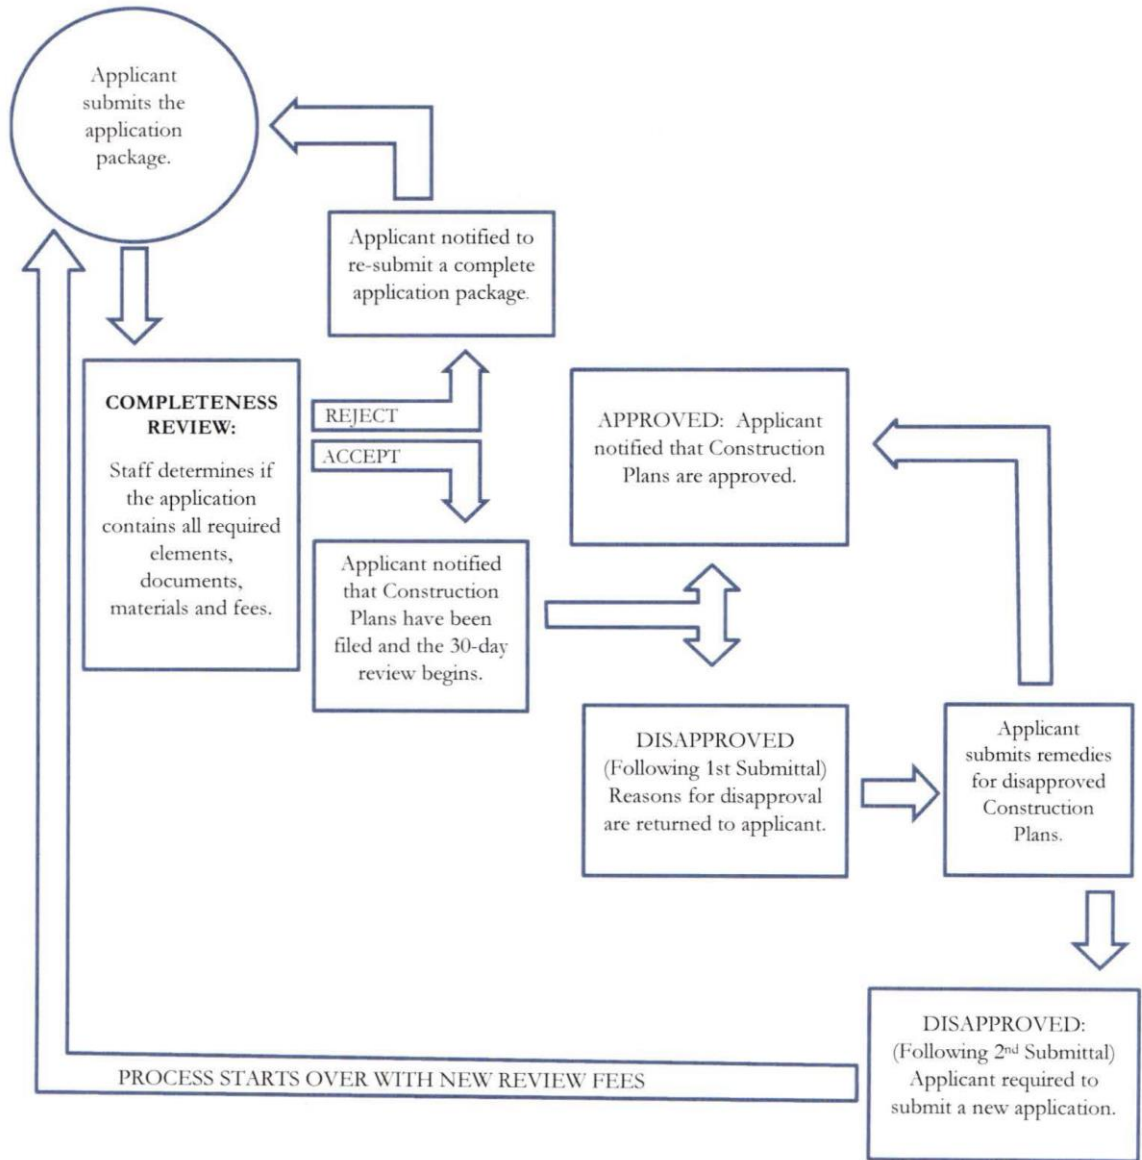 Applicant
submits the
application
package.
Applicant notified to
re-submit a complete
application package.
COMPLETENESS
REVIEW:
Staff determines if
the application
contains all required
elements,
documents,
materials and fees.
REJECT
ACCEPT
Applicant notified
that Construction
Plans have been
filed and the 30-day
review begins.
APPROVED: Applicant
notified that Construction
Plans are approved.
DISAPPROVED
(Following 1st Submittal)
Reasons for disapproval
are returned to applicant.
Applicant
submits remedies
for disapproved
Construction
Plans.
DISAPPROVED:
(Following 2nd Submittal)
Applicant required to
submit a new application.
PROCESS STARTS OVER WITH NEW REVIEW FEES